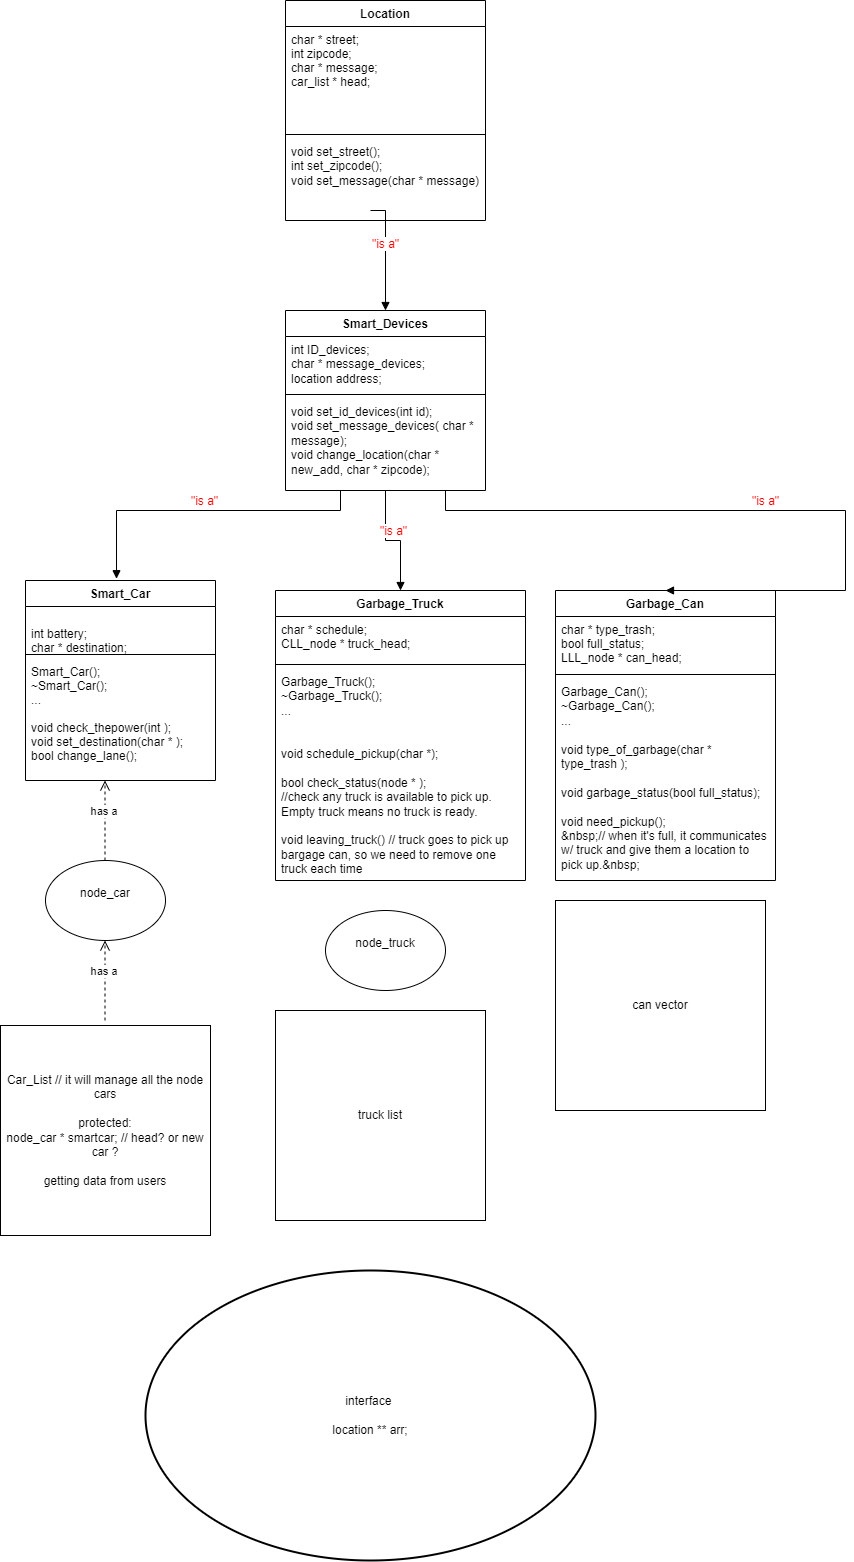 Location
char * street;
int zipcode;
char * message;
car_list * head;
void set_street();
int set_zipcode();
void set_message(char * message)
"is a"
Smart_Devices
int ID_devices;
char * message_devices;
location address;
void set_id_devices(int id);
void set_message_devices( char *
message);
void change_location(char *
new_add, char * zipcode);
"is a"
"is a"
"is a"
Smart_Car
int battery;
char * destination;
Smart_Car();
~Smart_Car();
...
void check_thepower(int );
void set_destination(char * );
bool change_lane();
Garbage_Truck
char * schedule;
CLL_node * truck_head;
Garbage_Truck();
~Garbage_Truck();
...
void schedule_pickup(char *);
bool check_status(node * );
//check any truck is available to pick up.
Empty truck means no truck is ready.
void leaving_truck() // truck goes to pick up
bargage can, so we need to remove one
truck each time
Garbage_Can
char * type_trash;
bool full_status;
LLL_node * can_head;
Garbage_Can();
~Garbage_Can();
...
void type_of_garbage(char *
type_trash );
void garbage_status(bool full_status);
void need_pickup();
&nbsp;// when it's full, it communicates
w/ truck and give them a location to
pick up.&nbsp;
has a
node_car
has a
node_truck
can vector
Car_List // it will manage all the node
cars
protected:
node_car * smartcar; // head? or new
car ?
getting data from users
truck list
interface
location ** arr;